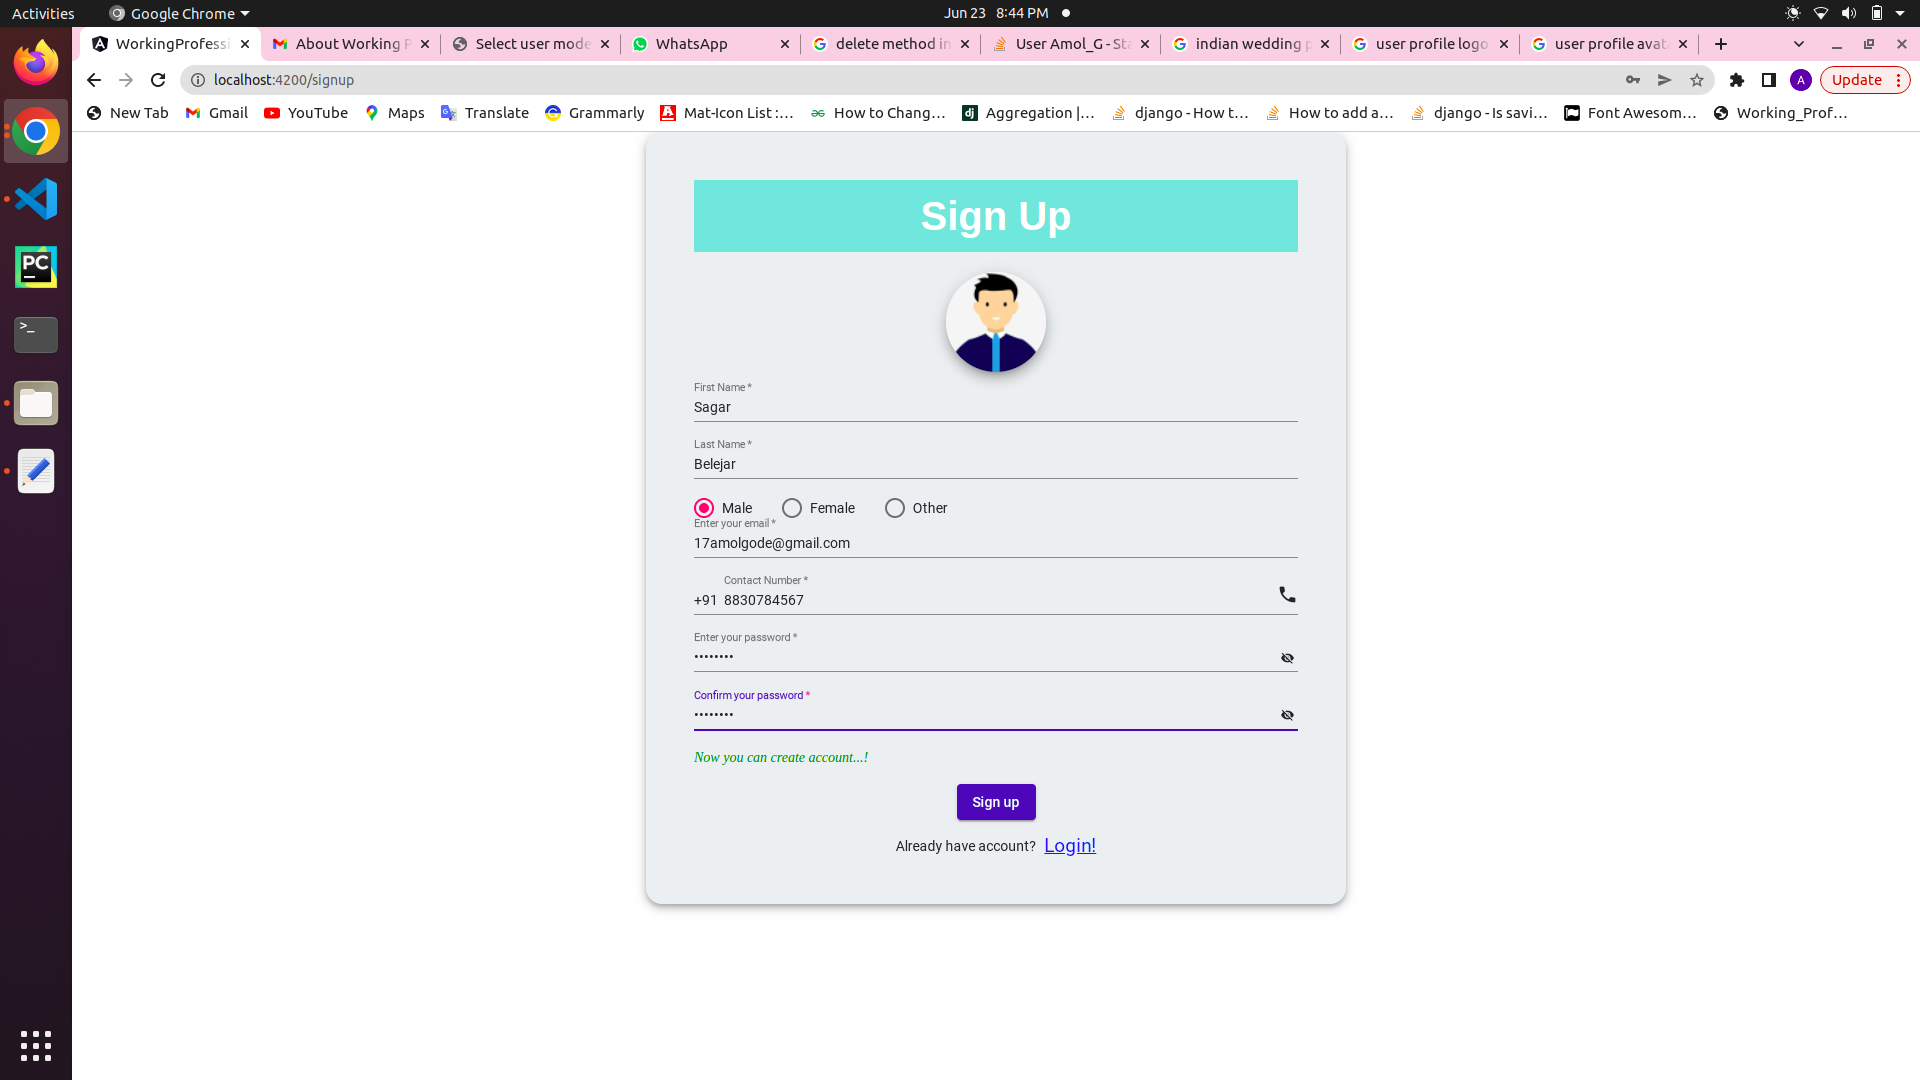 Activities Google Chrome Jun 23 8:44 PM
WorkingProfessi About Working P Select user mode WhatsApp delete method in User Amol_G - Sta indian wedding p user profile logo user profile avata
localhost:4200/signup A Update
New Tab Gmail YouTube Maps Translate Grammarly Mat-Icon List :... How to Chang... Aggregation |... django - How t... How to add a... django - Is savi... Font Awesom... Working_Prof...
Sign Up
First Name *
Sagar
Last Name *
Belejar
Male Female Other
Enter your email *
17amolgode@gmail.com
Contact Number *
+91 8830784567
Enter your password *
••••••••
Confirm your password *
••••••••
Now you can create account...!
Sign up
Already have account? Login!